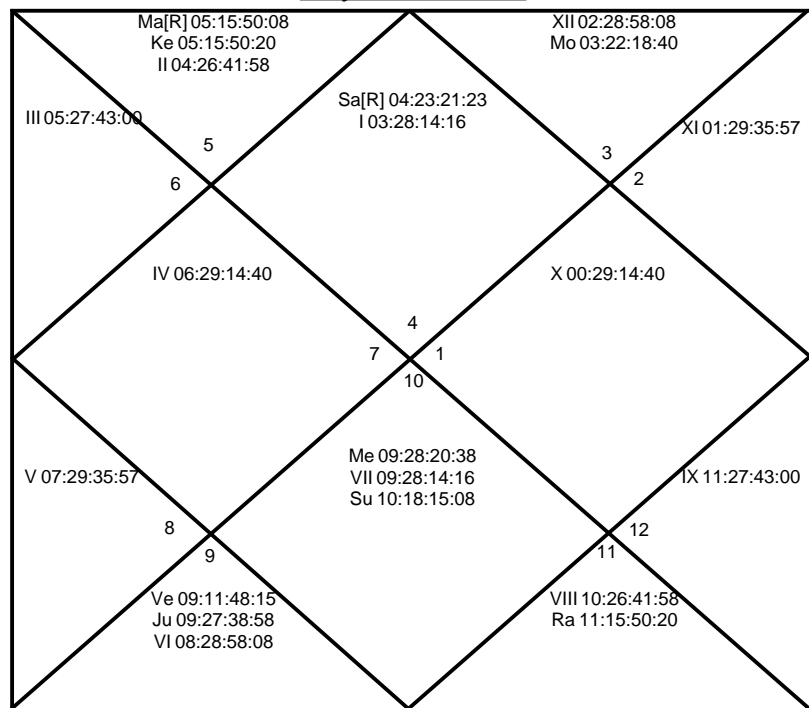 Ma[R] 05:15:50:08
Ke 05:15:50:20
II 04:26:41:58
XII 02:28:58:08
Mo 03:22:18:40
Sa[R] 04:23:21:23
I 03:28:14:16
III 05:27:43:00
XI 01:29:35:57
5
3
6
2
IV 06:29:14:40
X 00:29:14:40
4
7
1
10
Me 09:28:20:38
VII 09:28:14:16
Su 10:18:15:08
V 07:29:35:57
IX 11:27:43:00
8
12
9
11
Ve 09:11:48:15
Ju 09:27:38:58
VI 08:28:58:08
VIII 10:26:41:58
Ra 11:15:50:20